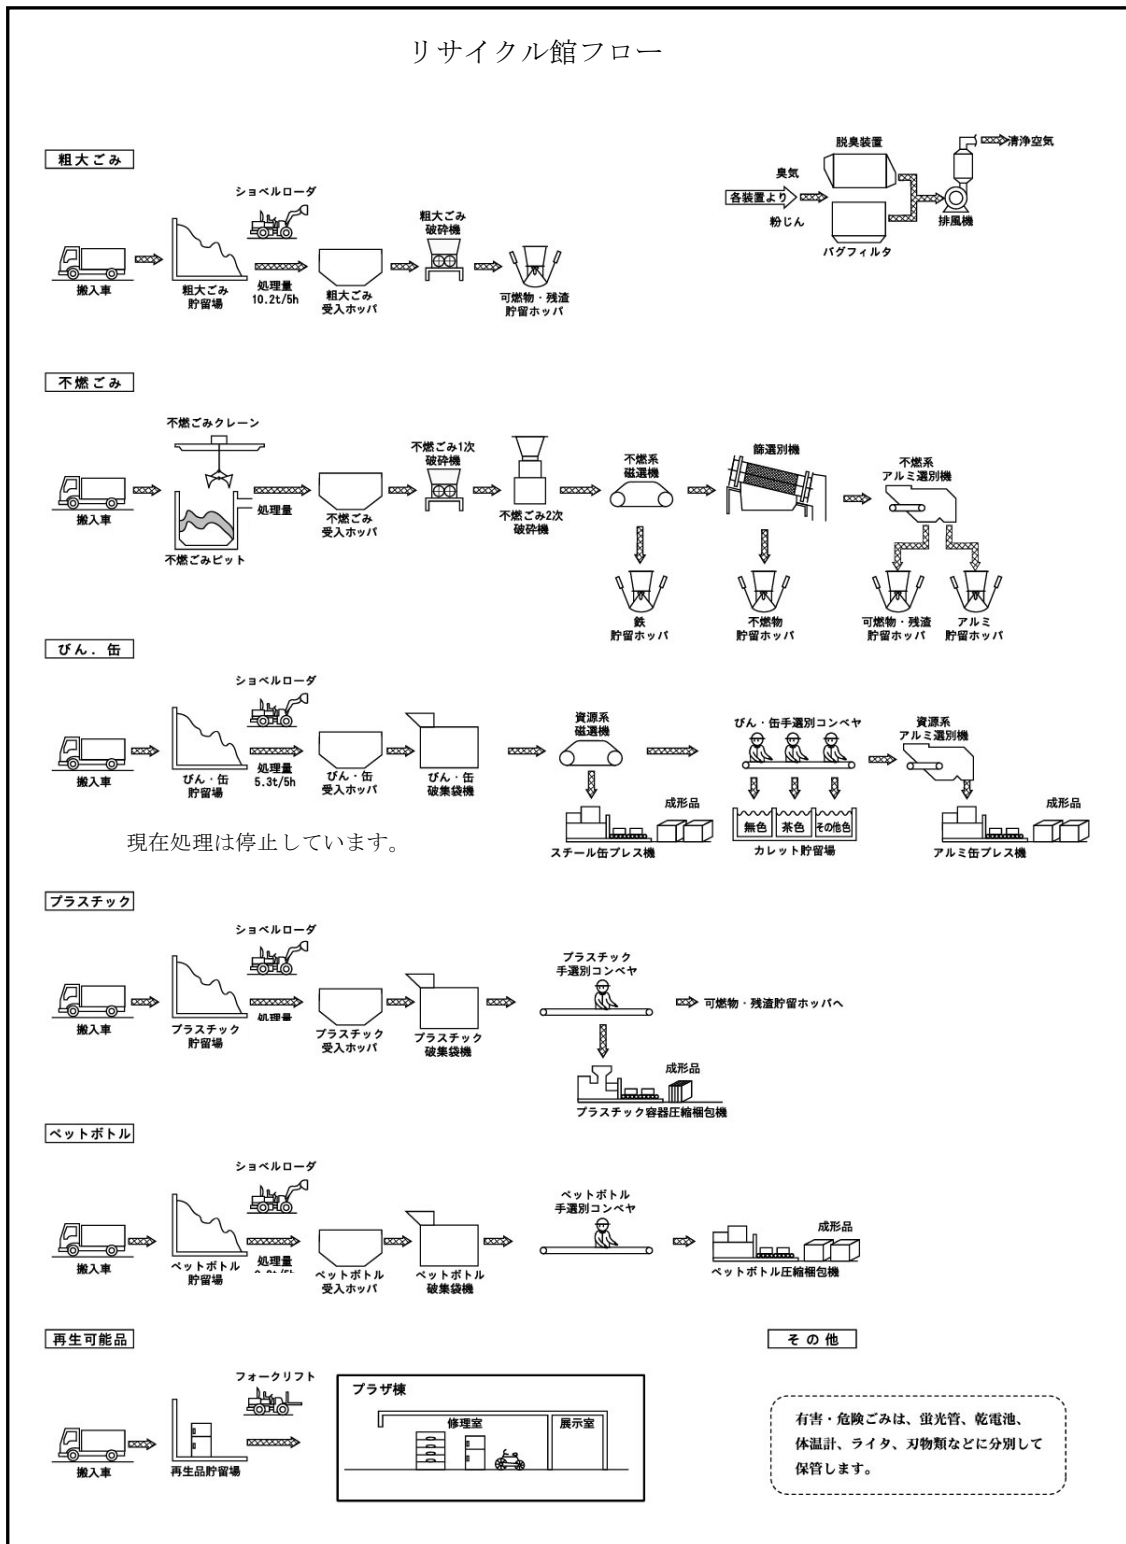 リサイクル館フロー
粗大ごみ
ショベルローダ
搬入車
粗大ごみ
貯留場
処理量
10.2t/5h
粗大ごみ
受入ホッパ
粗大ごみ
破砕機
可燃物・残渣
貯留ホッパ
臭気
各装置より
粉じん
脱臭装置
バグフィルタ
排風機
清浄空気
不燃ごみ
不燃ごみクレーン
搬入車
不燃ごみピット
処理量
不燃ごみ
受入ホッパ
不燃ごみ1次
破砕機
不燃ごみ2次
破砕機
不燃系
磁選機
篩選別機
不燃系
アルミ選別機
鉄
貯留ホッパ
不燃物
貯留ホッパ
可燃物・残渣
貯留ホッパ
アルミ
貯留ホッパ
びん．缶
ショベルローダ
搬入車
びん・缶
貯留場
処理量
5.3t/5h
びん・缶
受入ホッパ
びん・缶
破集袋機
資源系
磁選機
びん・缶手選別コンベヤ
資源系
アルミ選別機
成形品
スチール缶プレス機
無色
茶色
その他色
カレット貯留場
成形品
アルミ缶プレス機
現在処理は停止しています。
プラスチック
ショベルローダ
搬入車
プラスチック
貯留場
処理量
プラスチック
受入ホッパ
プラスチック
破集袋機
プラスチック
手選別コンベヤ
可燃物・残渣貯留ホッパへ
成形品
プラスチック容器圧縮梱包機
ペットボトル
ショベルローダ
搬入車
ペットボトル
貯留場
処理量
ペットボトル
受入ホッパ
ペットボトル
破集袋機
ペットボトル
手選別コンベヤ
成形品
ペットボトル圧縮梱包機
再生可能品
フォークリフト
搬入車
再生品貯留場
プラザ棟
修理室
展示室
その他
有害・危険ごみは、蛍光管、乾電池、
体温計、ライタ、刃物類などに分別して
保管します。